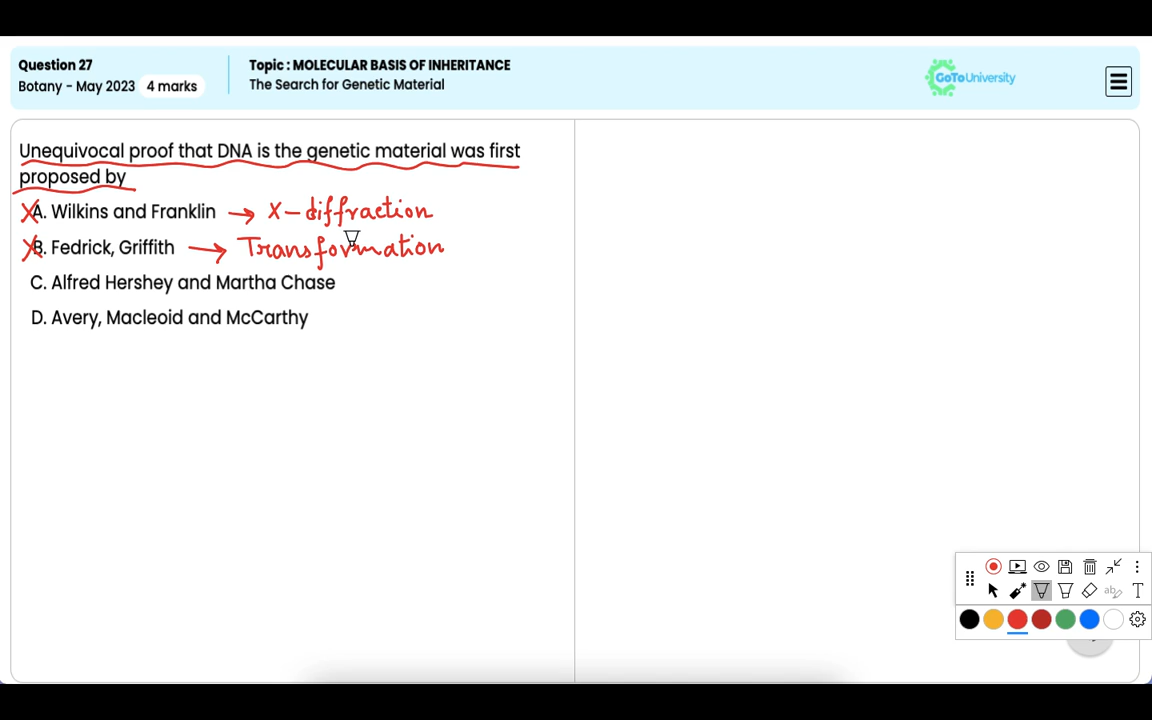 Question 27
Botany - May 2023 4 marks
Topic : MOLECULAR BASIS OF INHERITANCE
The Search for Genetic Material
GoToUniversity
Unequivocal proof that DNA is the genetic material was first
proposed by
A. Wilkins and Franklin → X-diffraction
B. Fedrick, Griffith → Transformation
C. Alfred Hershey and Martha Chase
D. Avery, Macleoid and McCarthy